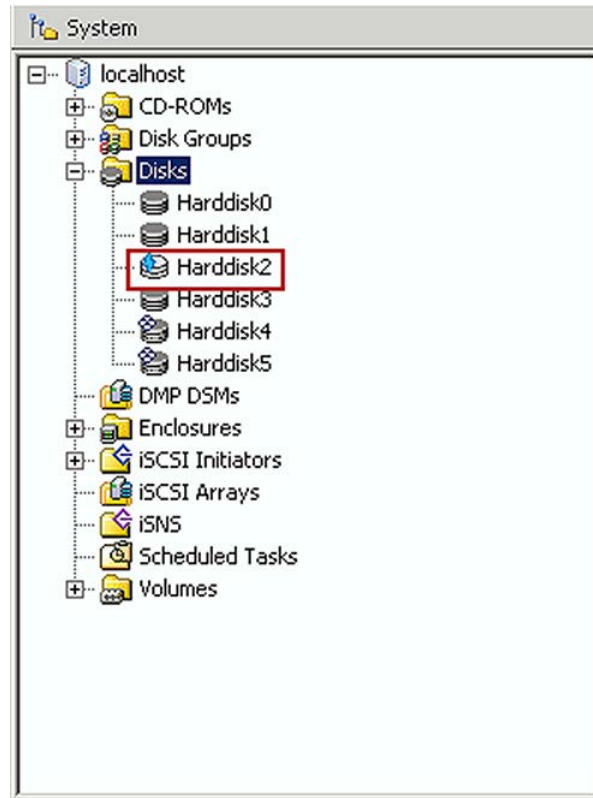 System
localhost
CD-ROMs
Disk Groups
Disks
Harddisk0
Harddisk1
Harddisk2
Harddisk3
Harddisk4
Harddisk5
DMP DSMs
Enclosures
iSCSI Initiators
iSCSI Arrays
iSNS
Scheduled Tasks
Volumes